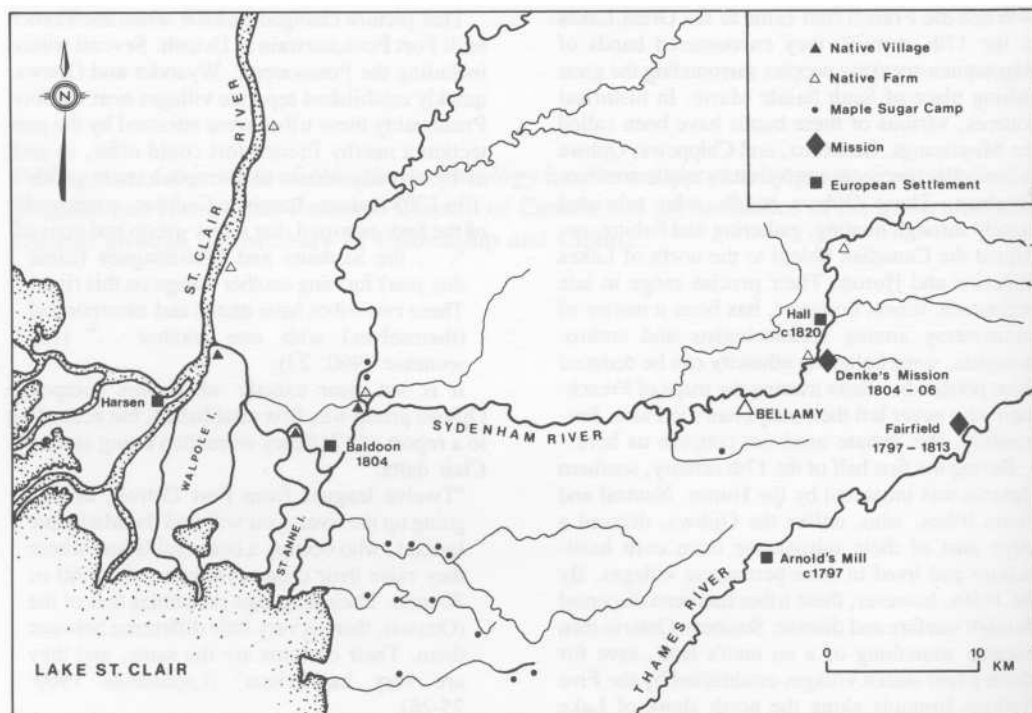 Native Village
Native Farm
Maple Sugar Camp
Mission
European Settlement
N
RIVER
ST. CLAIR
Harsen
WALPOLE
Baldoon
1804
ST. ANNE
SYDENHAM RIVER
Hall
c1820
Denke's Mission
1804 - 06
BELLAMY
Fairfield
1797 - 1813
Arnold's Mill
c1797
THAMES RIVER
LAKE ST. CLAIR
0 10
KM